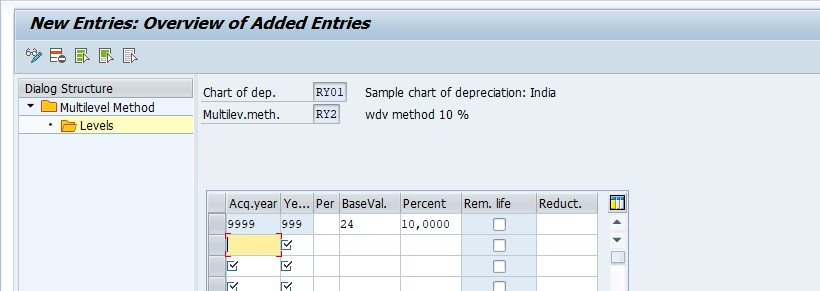 New Entries: Overview of Added Entries
Dialog Structure
Multilevel Method
Levels
Chart of dep. RY01 Sample chart of depreciation: India
Multilev.meth. RY2 wdv method 10 %
Acq.year Ye... Per BaseVal. Percent Rem. life Reduct.
9999 999 24 10,0000